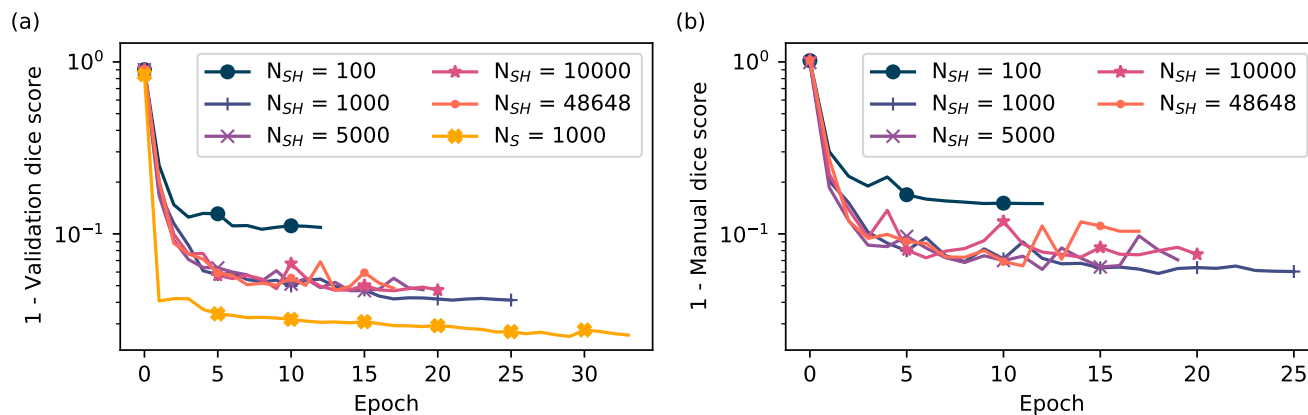 (a)
1 - Validation dice score
10⁰
10⁻¹
N_SH = 100
N_SH = 1000
N_SH = 5000
N_SH = 10000
N_SH = 48648
N_S = 1000
0 5 10 15 20 25 30
Epoch
(b)
1 - Manual dice score
10⁰
10⁻¹
N_SH = 100
N_SH = 1000
N_SH = 5000
N_SH = 10000
N_SH = 48648
0 5 10 15 20 25
Epoch